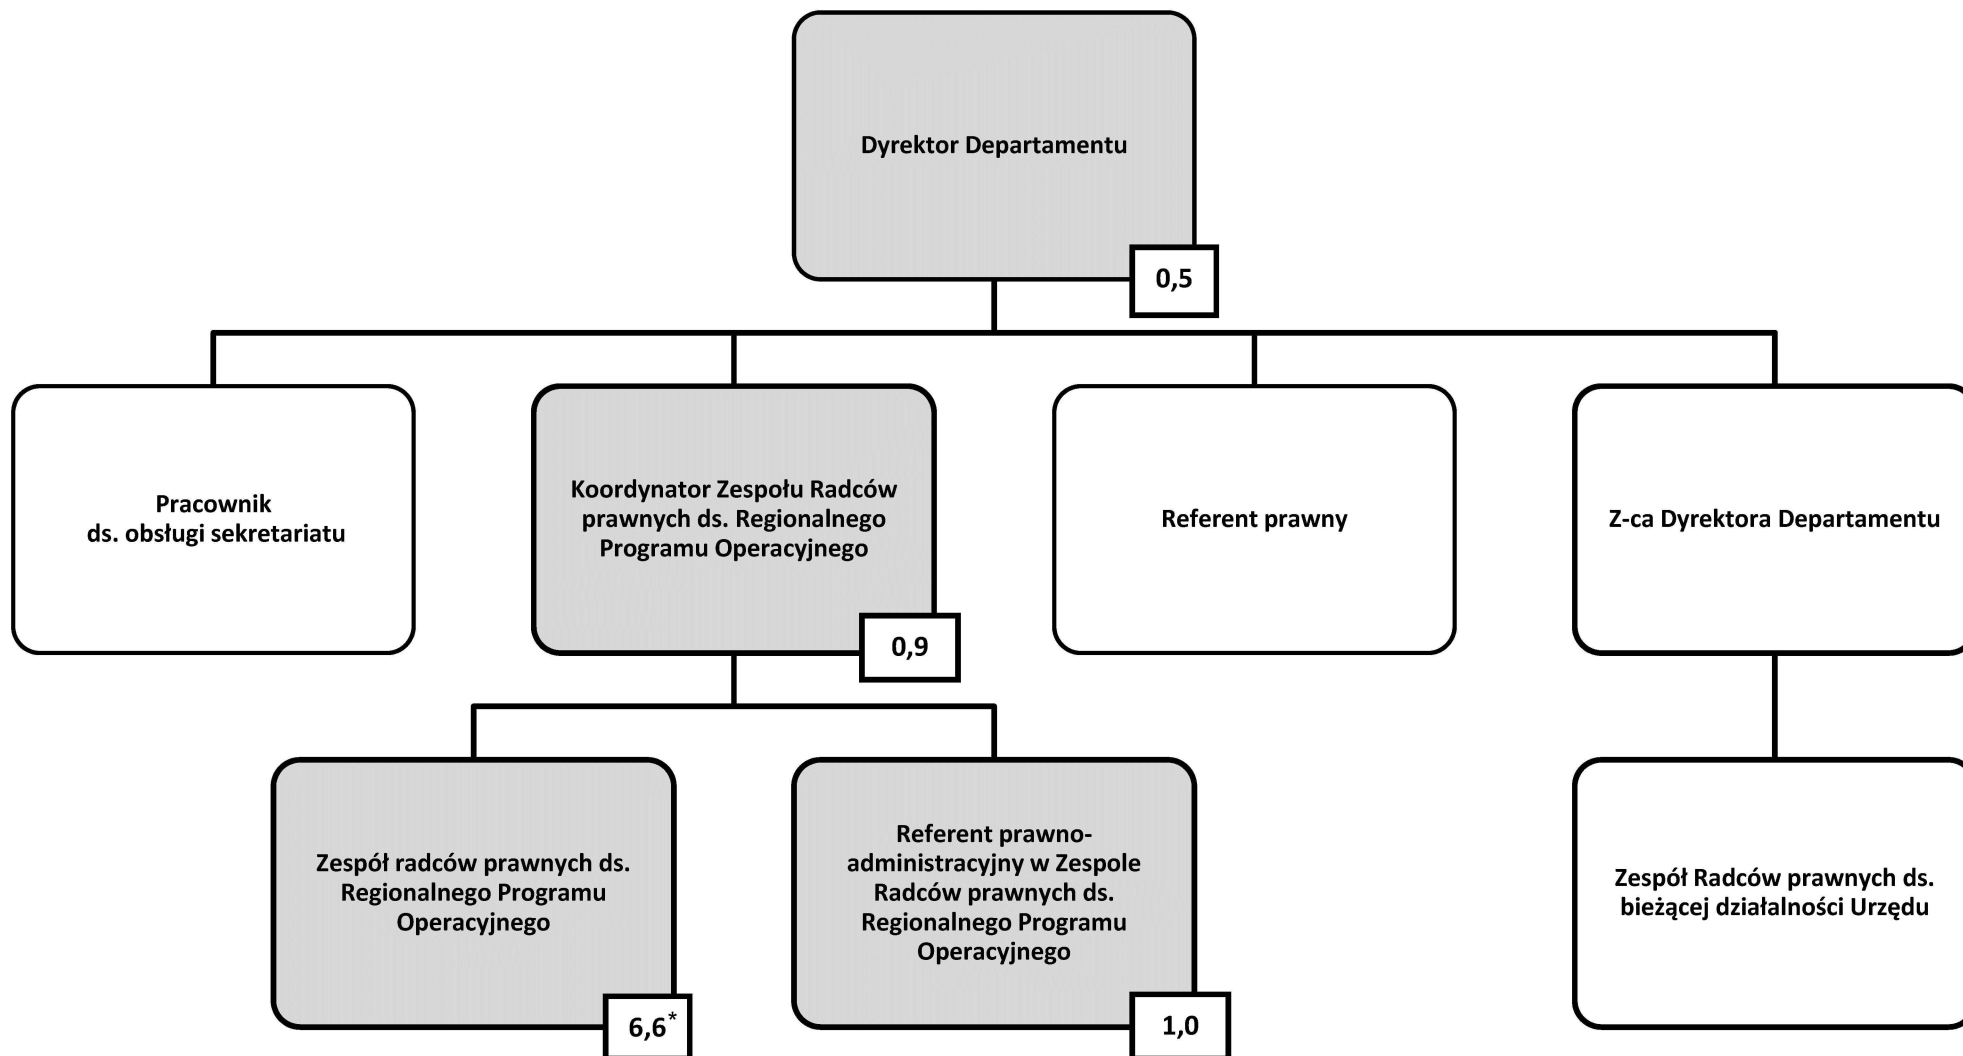 Dyrektor Departamentu
0,5
Pracownik
ds. obsługi sekretariatu
Koordynator Zespołu Radców
prawnych ds. Regionalnego
Programu Operacyjnego
0,9
Referent prawny
Z-ca Dyrektora Departamentu
Zespół radców prawnych ds.
Regionalnego Programu
Operacyjnego
6,6*
Referent prawno-
administracyjny w Zespole
Radców prawnych ds.
Regionalnego Programu
Operacyjnego
1,0
Zespół Radców prawnych ds.
bieżącej działalności Urzędu